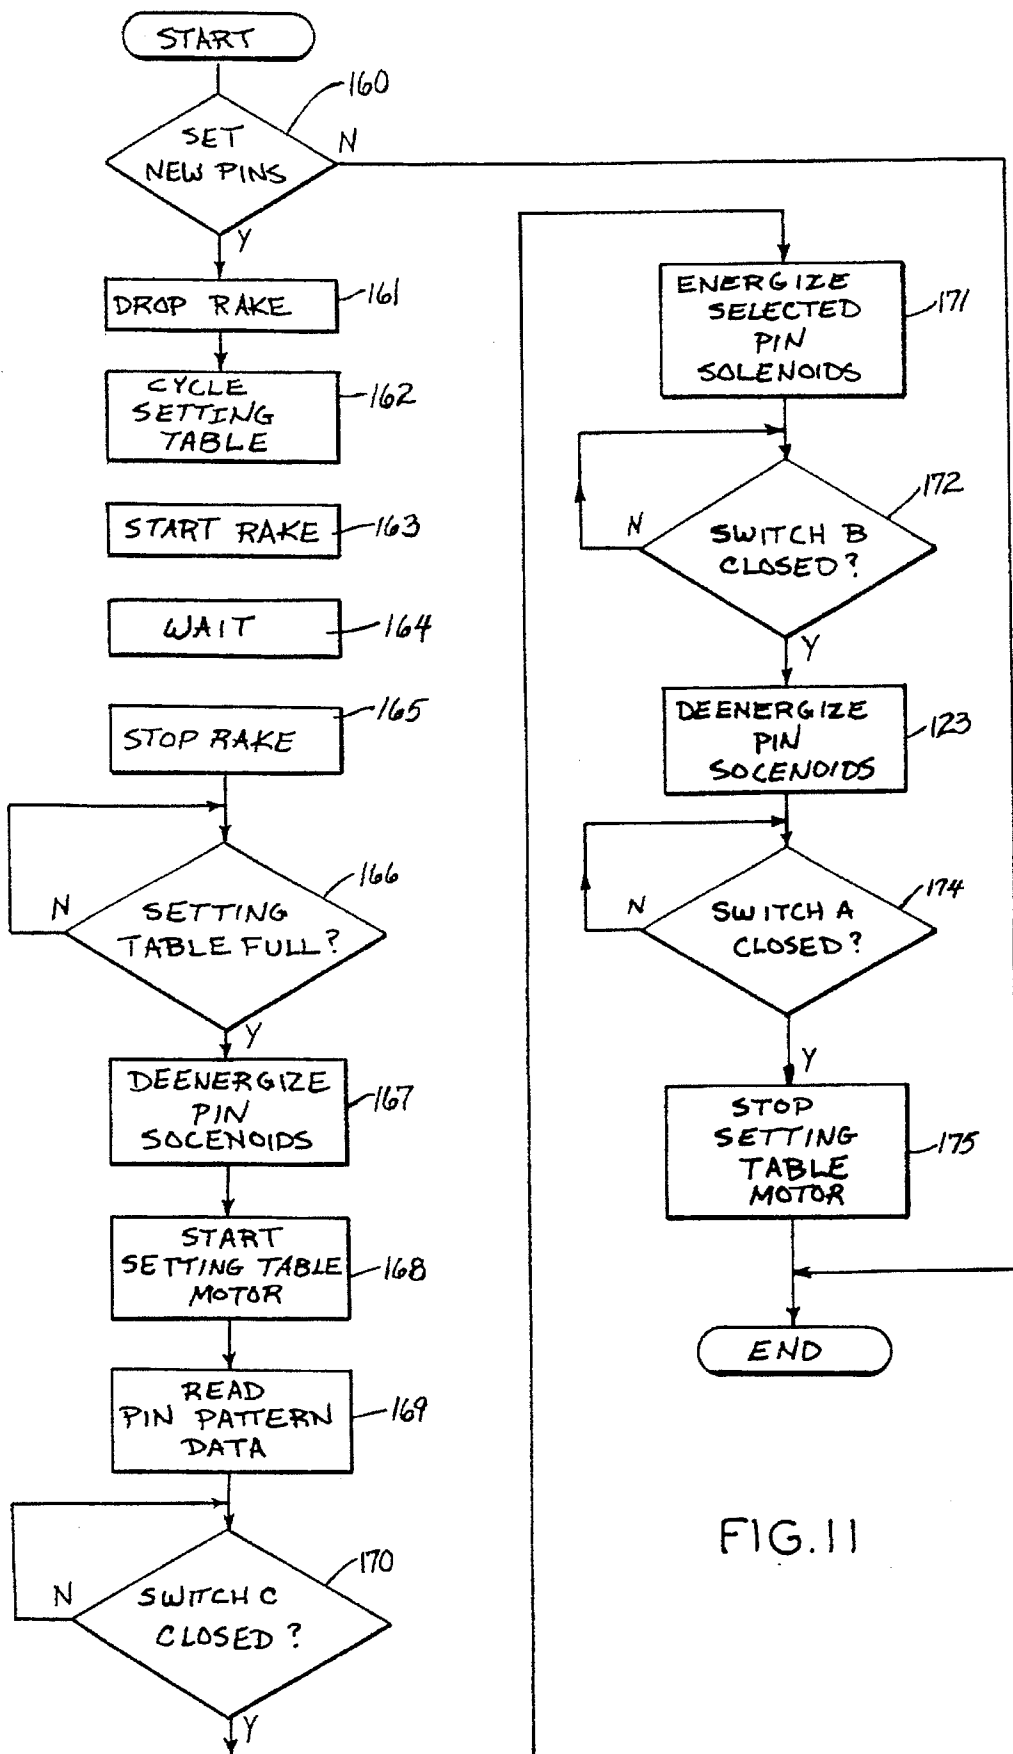 START
160
SET
NEW PINS
N
Y
DROP RAKE
161
CYCLE
SETTING
TABLE
162
START RAKE
163
WAIT
164
STOP RAKE
165
166
SETTING
TABLE FULL?
N
Y
DEENERGIZE
PIN
SOCENOIDS
167
START
SETTING TABLE
MOTOR
168
READ
PIN PATTERN
DATA
169
170
SWITCH C
CLOSED?
N
Y
ENERGIZE
SELECTED
PIN
SOLENOIDS
171
172
SWITCH B
CLOSED?
N
Y
DEENERGIZE
PIN
SOCENOIDS
123
174
SWITCH A
CLOSED?
N
Y
STOP
SETTING
TABLE
MOTOR
175
END
FIG. 11